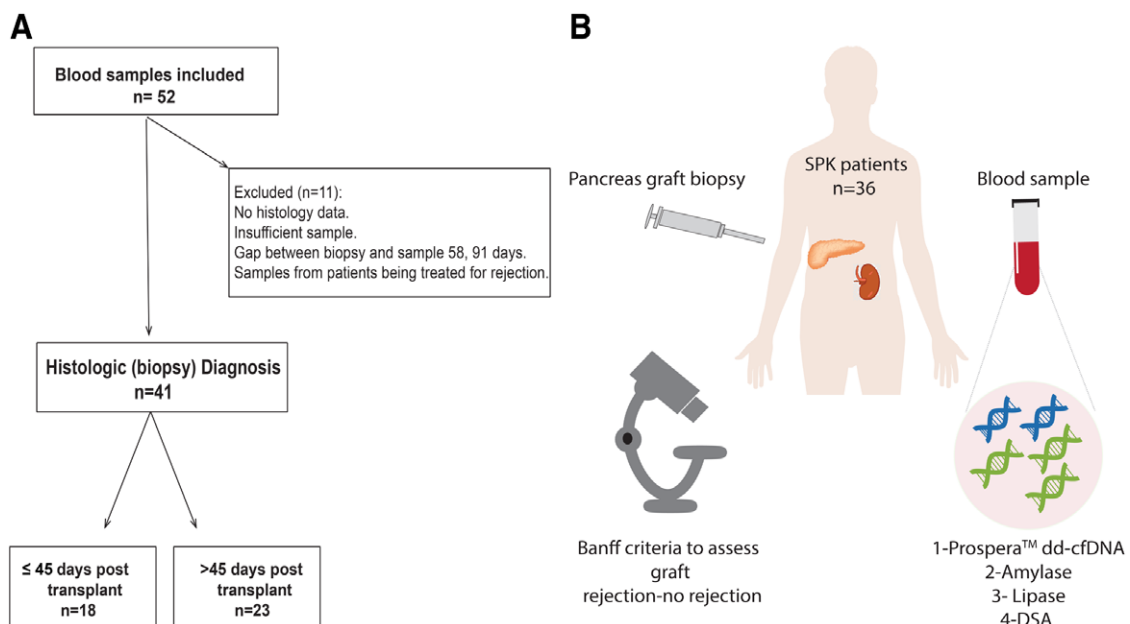 A
Blood samples included
n= 52
Excluded (n=11):
No histology data.
Insufficient sample.
Gap between biopsy and sample 58, 91 days.
Samples from patients being treated for rejection.
Histologic (biopsy) Diagnosis
n=41
≤ 45 days post
transplant
n=18
>45 days post
transplant
n=23
B
Pancreas graft biopsy
SPK patients
n=36
Blood sample
Banff criteria to assess
graft
rejection-no rejection
1-Prospera™ dd-cfDNA
2-Amylase
3- Lipase
4-DSA